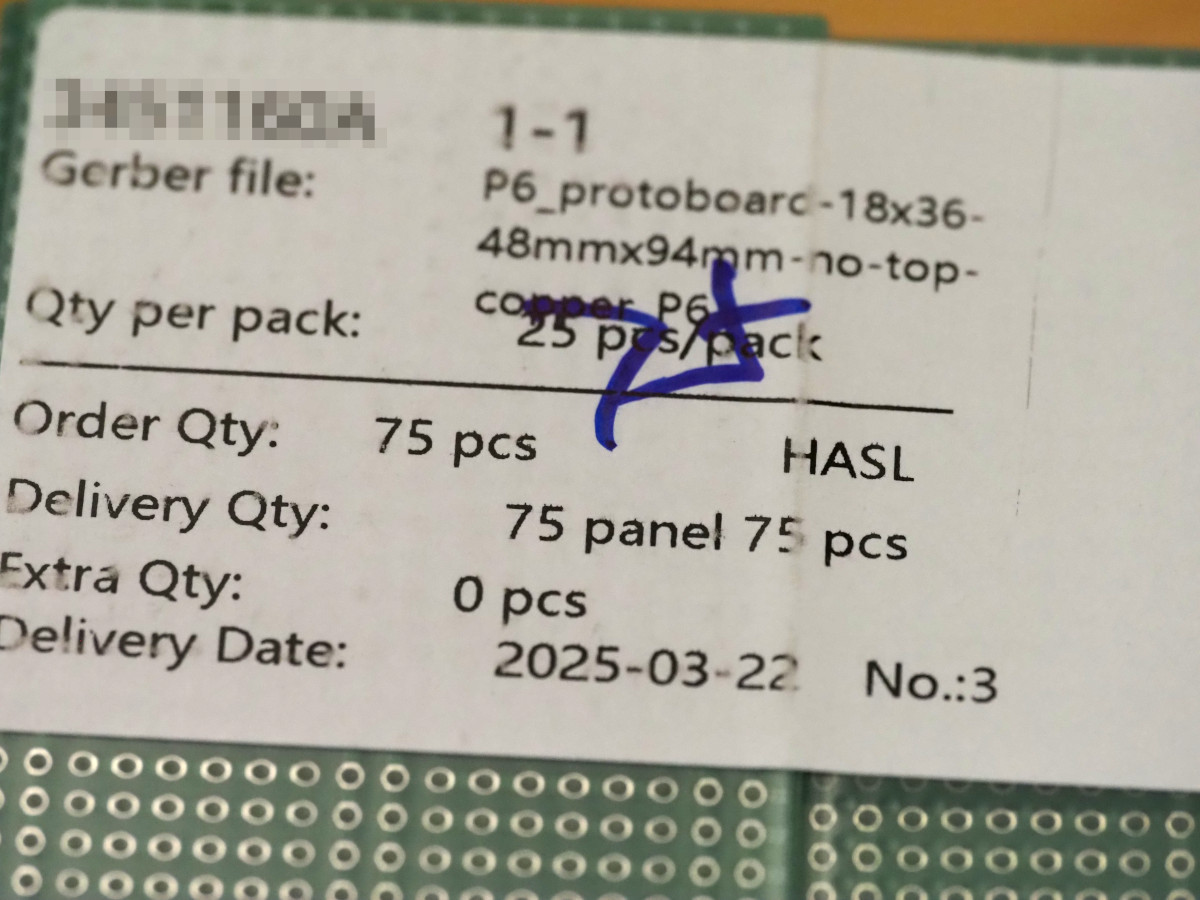 1-1
Gerber file: P6_protoboard-18x36-
48mmx94mm-no-top-
copper_P6
Qty per pack: 25 pcs/pack
Order Qty: 75 pcs HASL
Delivery Qty: 75 panel 75 pcs
Extra Qty: 0 pcs
Delivery Date: 2025-03-22 No.:3